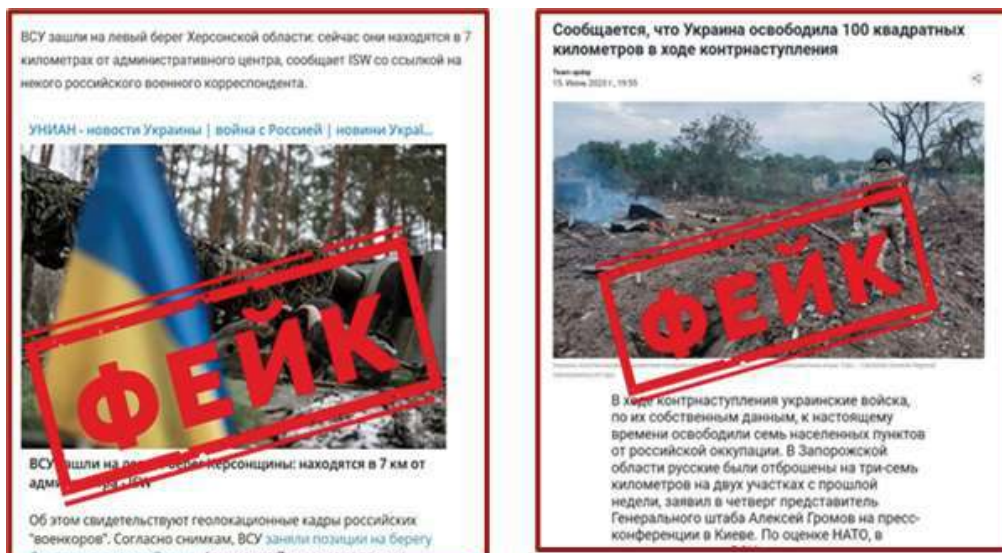 ВСУ зашли на левый берег Херсонской области: сейчас они находятся в 7
километрах от административного центра, сообщает ISW со ссылкой на
некого российского военного корреспондента.
УНИАН - новости Украины | война с Россией | новини Украї...
ФЕЙК
ВСУ зашли на берег Херсонщины: находятся в 7 км от
ISW
Об этом свидетельствуют геолокационные кадры российских
"военкоров". Согласно снимкам, ВСУ заняли позиции на берегу
Сообщается, что Украина освободила 100 квадратных
километров в ходе контрнаступления
15. Июнь 2023 г., 19:55
ФЕЙК
В ходе контрнаступления украинские войска,
по их собственным данным, к настоящему
времени освободили семь населенных пунктов
от российской оккупации. В Запорожской
области русские были отброшены на три-семь
километров на двух участках с прошлой
недели, заявил в четверг представитель
Генерального штаба Алексей Громов на пресс-
конференции в Киеве. По оценке НАТО, в